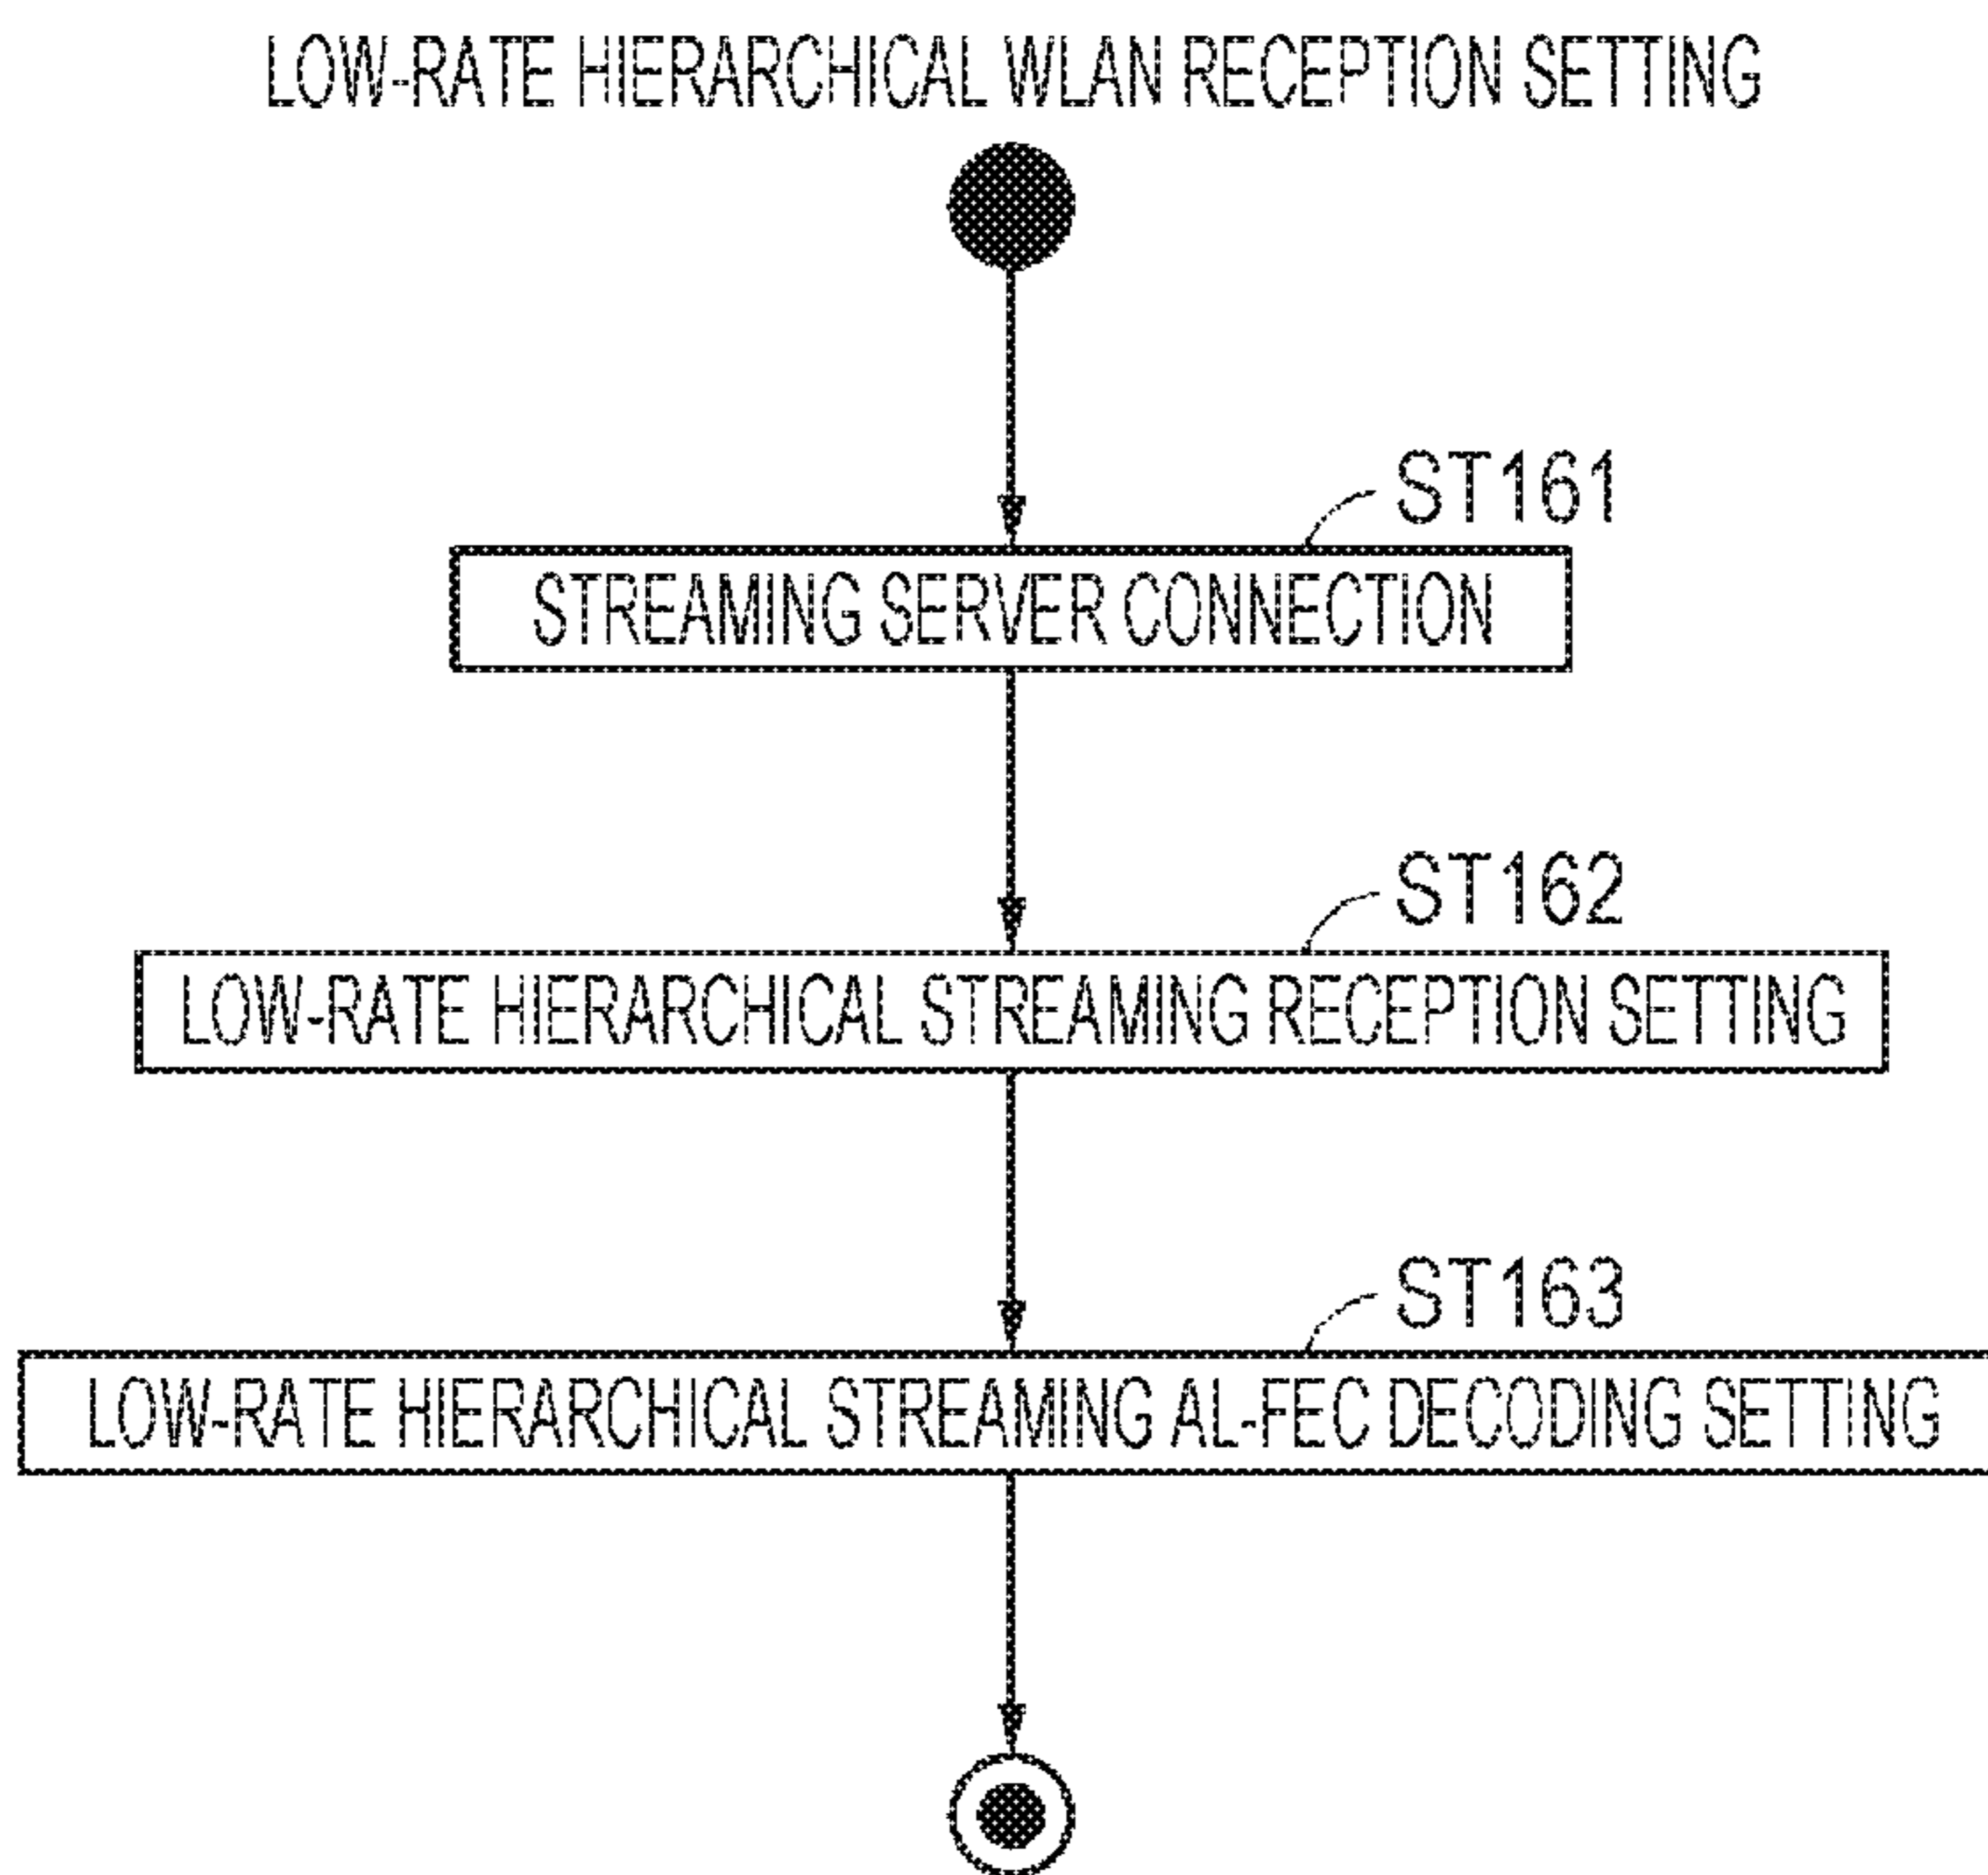 LOW-RATE HIERARCHICAL WLAN RECEPTION SETTING
ST161
STREAMING SERVER CONNECTION
ST162
LOW-RATE HIERARCHICAL STREAMING RECEPTION SETTING
ST163
LOW-RATE HIERARCHICAL STREAMING AL-FEC DECODING SETTING